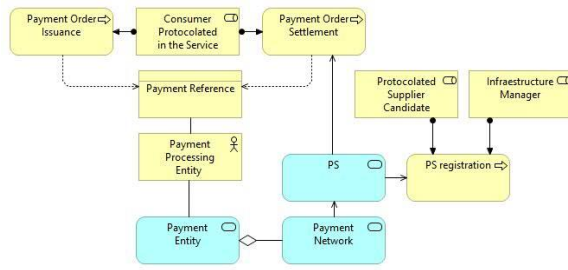 Payment Order
Issuance
Consumer
Protocolated
in the Service
Payment Order
Settlement
Payment Reference
Protocolated
Supplier
Candidate
Infraestructure
Manager
Payment
Processing
Entity
PS
PS registration
Payment
Entity
Payment
Network